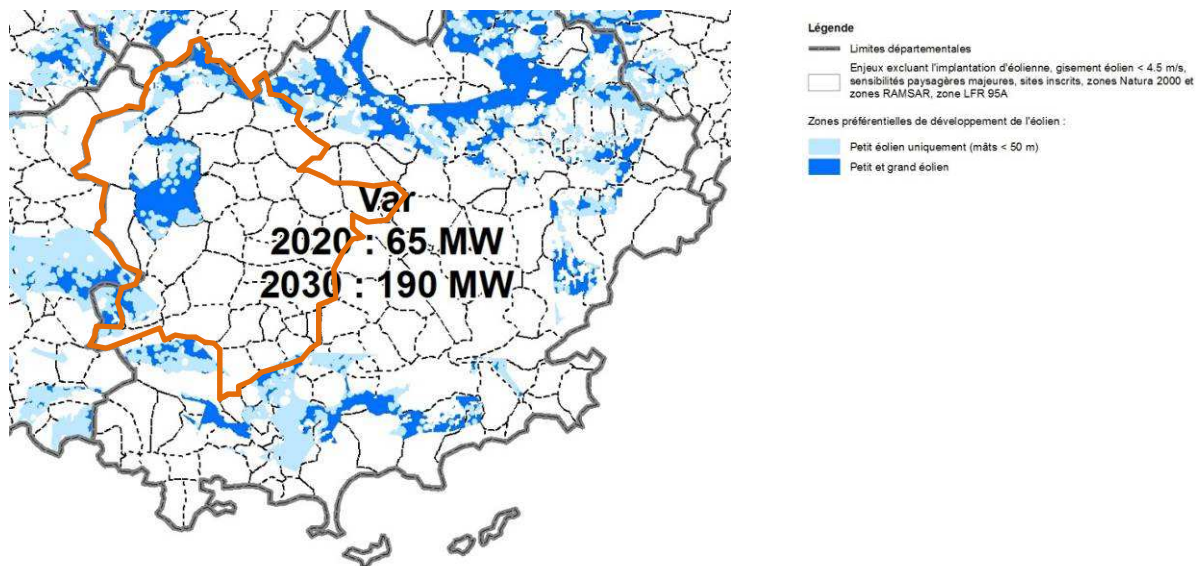 Var
2020 : 65 MW
2030 : 190 MW
Légende
Limites départementales
Enjeux excluant l'implantation d'éolienne, gisement éolien < 4.5 m/s,
sensibilités paysagères majeures, sites inscrits, zones Natura 2000 et
zones RAMSAR, zone LFR 95A
Zones préférentielles de développement de l'éolien :
Petit éolien uniquement (mâts < 50 m)
Petit et grand éolien